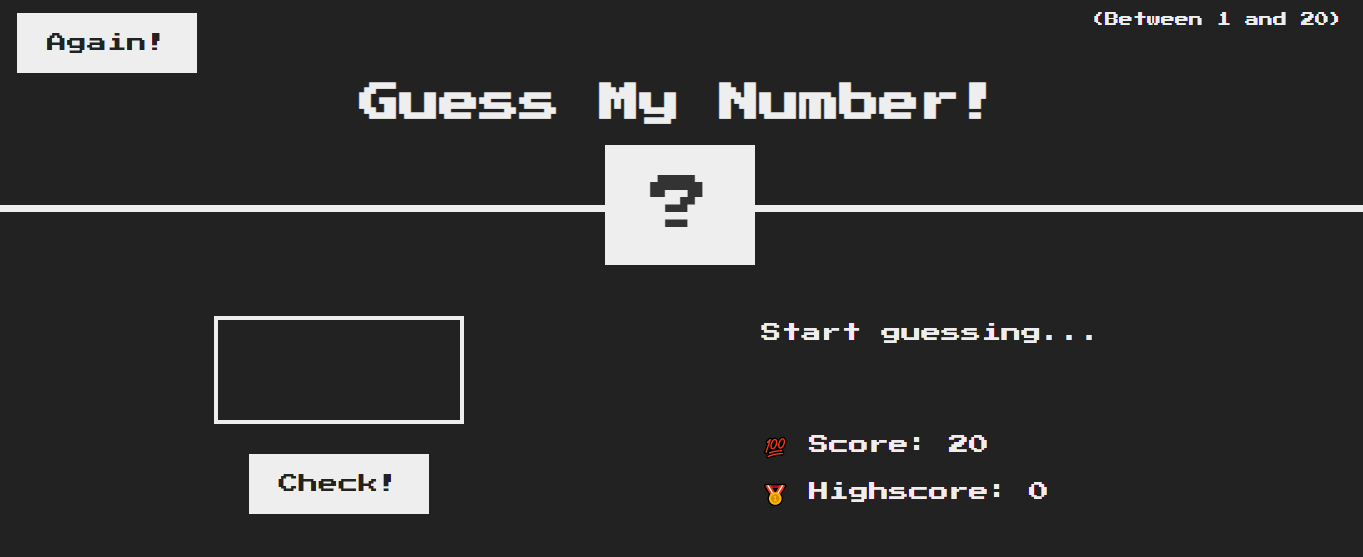 Again!
(Between 1 and 20)
Guess My Number!
?
Start guessing...
Check!
💯 Score: 20
🥇 Highscore: 0